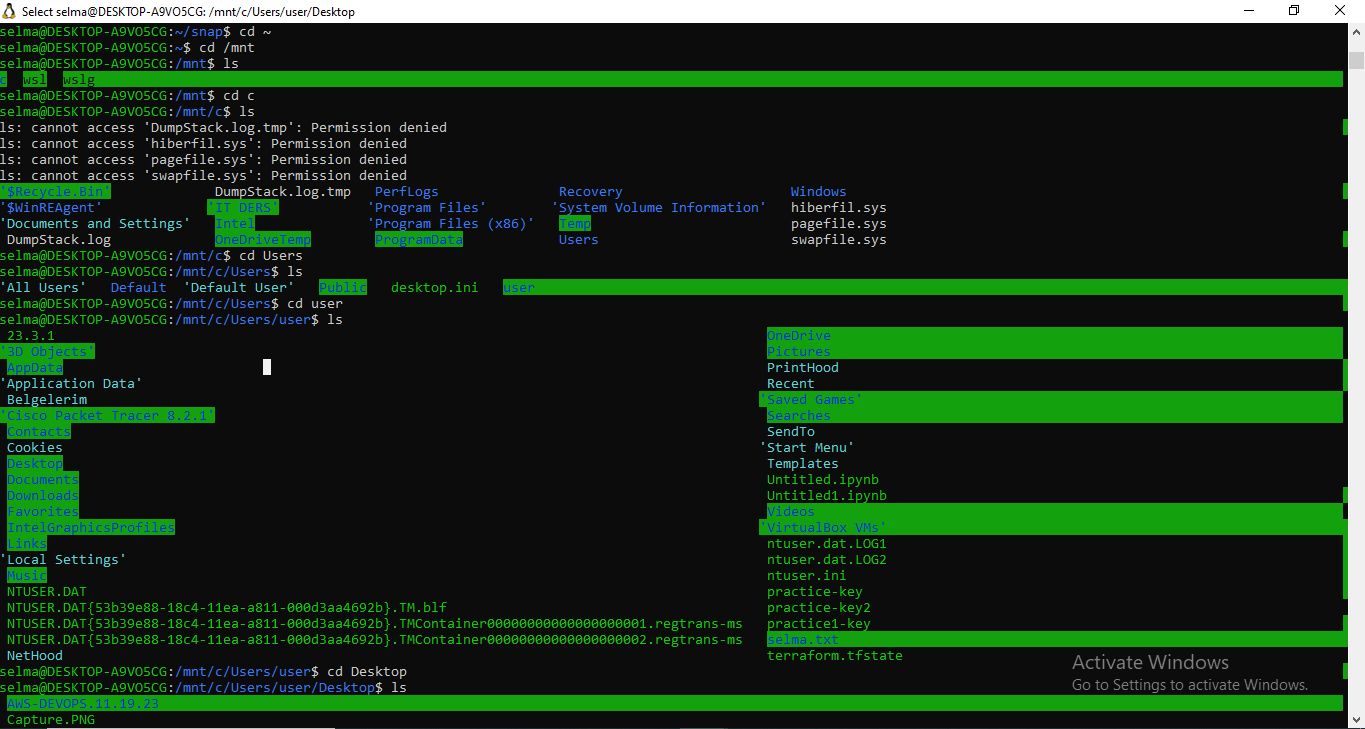 Select selma@DESKTOP-A9VO5CG: /mnt/c/Users/user/Desktop
selma@DESKTOP-A9VO5CG:~/snap$ cd ~
selma@DESKTOP-A9VO5CG:~$ cd /mnt
selma@DESKTOP-A9VO5CG:/mnt$ ls
c  wsl  wslg
selma@DESKTOP-A9VO5CG:/mnt$ cd c
selma@DESKTOP-A9VO5CG:/mnt/c$ ls
ls: cannot access 'DumpStack.log.tmp': Permission denied
ls: cannot access 'hiberfil.sys': Permission denied
ls: cannot access 'pagefile.sys': Permission denied
ls: cannot access 'swapfile.sys': Permission denied
'$Recycle.Bin'  DumpStack.log.tmp  PerfLogs  Recovery  Windows
'$WinREAgent'  'IT DERS'  'Program Files'  'System Volume Information'  hiberfil.sys
'Documents and Settings'  Intel  'Program Files (x86)'  Temp  pagefile.sys
DumpStack.log  OneDriveTemp  ProgramData  Users  swapfile.sys
selma@DESKTOP-A9VO5CG:/mnt/c$ cd Users
selma@DESKTOP-A9VO5CG:/mnt/c/Users$ ls
'All Users'  Default  'Default User'  Public  desktop.ini  user
selma@DESKTOP-A9VO5CG:/mnt/c/Users$ cd user
selma@DESKTOP-A9VO5CG:/mnt/c/Users/user$ ls
23.3.1  OneDrive
'3D Objects'  Pictures
AppData  PrintHood
'Application Data'  Recent
Belgelerim  'Saved Games'
'Cisco Packet Tracer 8.2.1'  Searches
Contacts  SendTo
Cookies  'Start Menu'
Desktop  Templates
Documents  Untitled.ipynb
Downloads  Untitled1.ipynb
Favorites  Videos
IntelGraphicsProfiles  'VirtualBox VMs'
Links  ntuser.dat.LOG1
'Local Settings'  ntuser.dat.LOG2
Music  ntuser.ini
NTUSER.DAT  practice-key
NTUSER.DAT{53b39e88-18c4-11ea-a811-000d3aa4692b}.TM.blf  practice-key2
NTUSER.DAT{53b39e88-18c4-11ea-a811-000d3aa4692b}.TMContainer00000000000000000001.regtrans-ms  practice1-key
NTUSER.DAT{53b39e88-18c4-11ea-a811-000d3aa4692b}.TMContainer00000000000000000002.regtrans-ms  selma.txt
NetHood  terraform.tfstate
selma@DESKTOP-A9VO5CG:/mnt/c/Users/user$ cd Desktop
selma@DESKTOP-A9VO5CG:/mnt/c/Users/user/Desktop$ ls
AWS-DEVOPS.11.19.23
Capture.PNG
Activate Windows
Go to Settings to activate Windows.